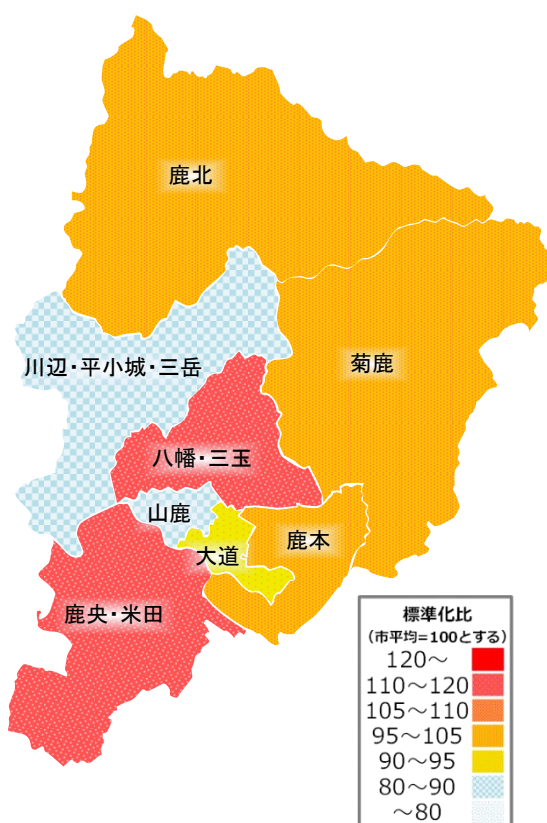 鹿北
川辺・平小城・三岳
菊鹿
八幡・三玉
山鹿
大道
鹿本
鹿央・米田
標準化比
(市平均=100とする)
120～
110～120
105～110
95～105
90～95
80～90
～80